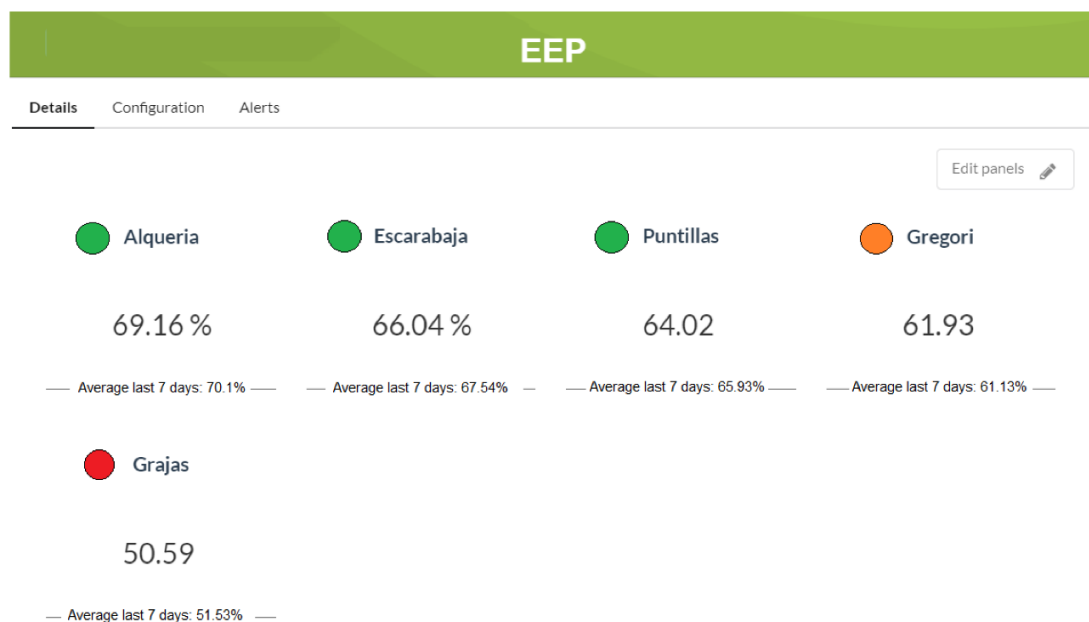 EEP
Details Configuration Alerts
Edit panels
Alqueria Escarabaja Puntillas Gregori
69.16 % 66.04 % 64.02 61.93
Average last 7 days: 70.1% Average last 7 days: 67.54% Average last 7 days: 65.93% Average last 7 days: 61.13%
Grajas
50.59
Average last 7 days: 51.53%